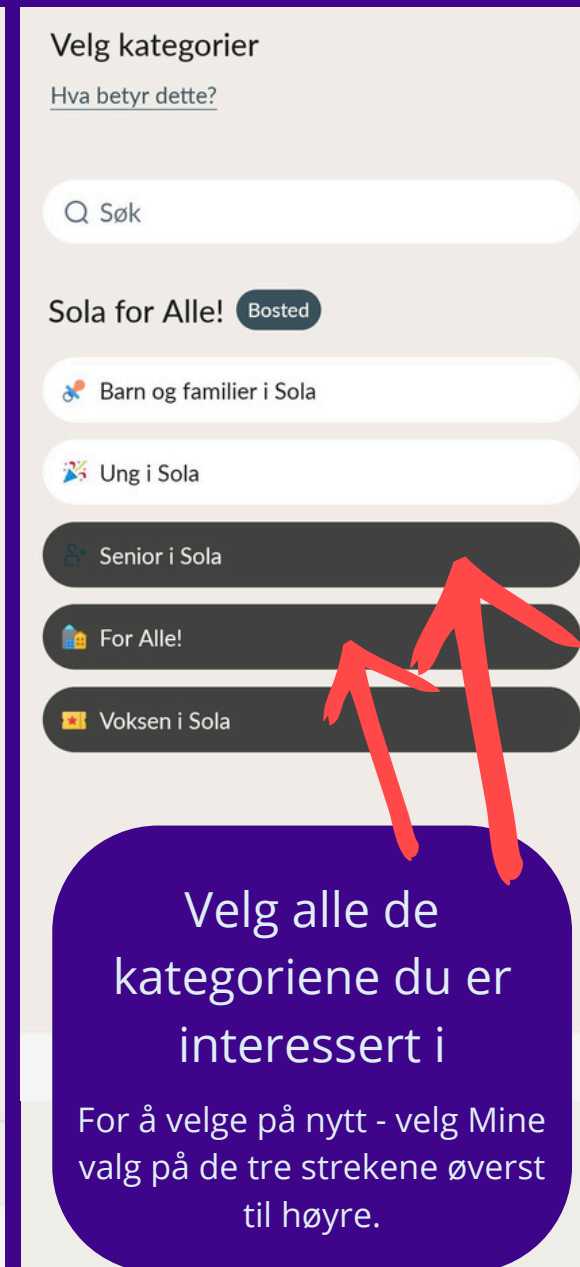 Velg kategorier
Hva betyr dette?
Søk
Sola for Alle! Bosted
Barn og familier i Sola
Ung i Sola
Senior i Sola
For Alle!
Voksen i Sola
Velg alle de
kategoriene du er
interessert i
For å velge på nytt - velg Mine
valg på de tre strekene øverst
til høyre.